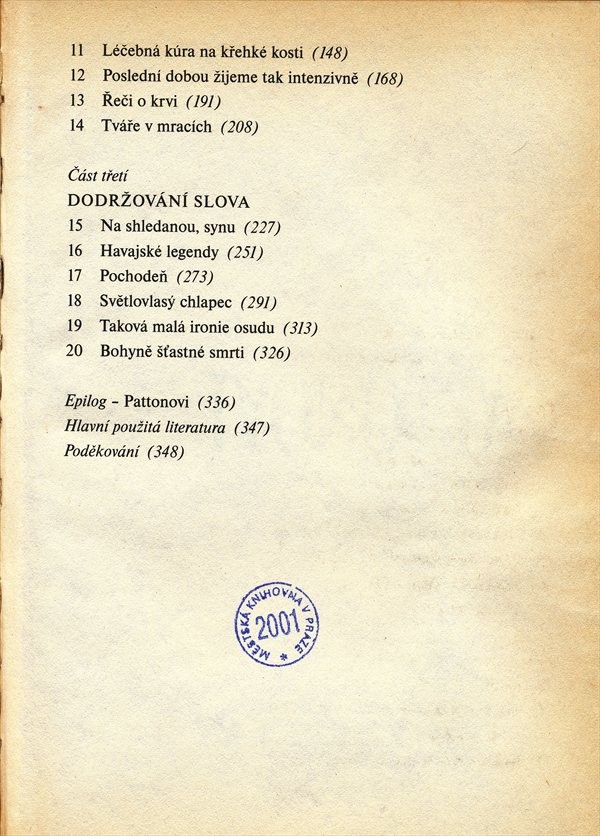 11 Léčebná kúra na křehké kosti (148)
12 Poslední dobou žijeme tak intenzivně (168)
13 Řeči o krvi (191)
14 Tváře v mracích (208)
Část třetí
DODRŽOVÁNÍ SLOVA
15 Na shledanou, synu (227)
16 Havajské legendy (251)
17 Pochodeň (273)
18 Světlovlasý chlapec (291)
19 Taková malá ironie osudu (313)
20 Bohyně šťastné smrti (326)
Epilog – Pattonovi (336)
Hlavní použitá literatura (347)
Poděkování (348)
MĚSTSKÁ KNIHOVNA V PRAZE *
2001